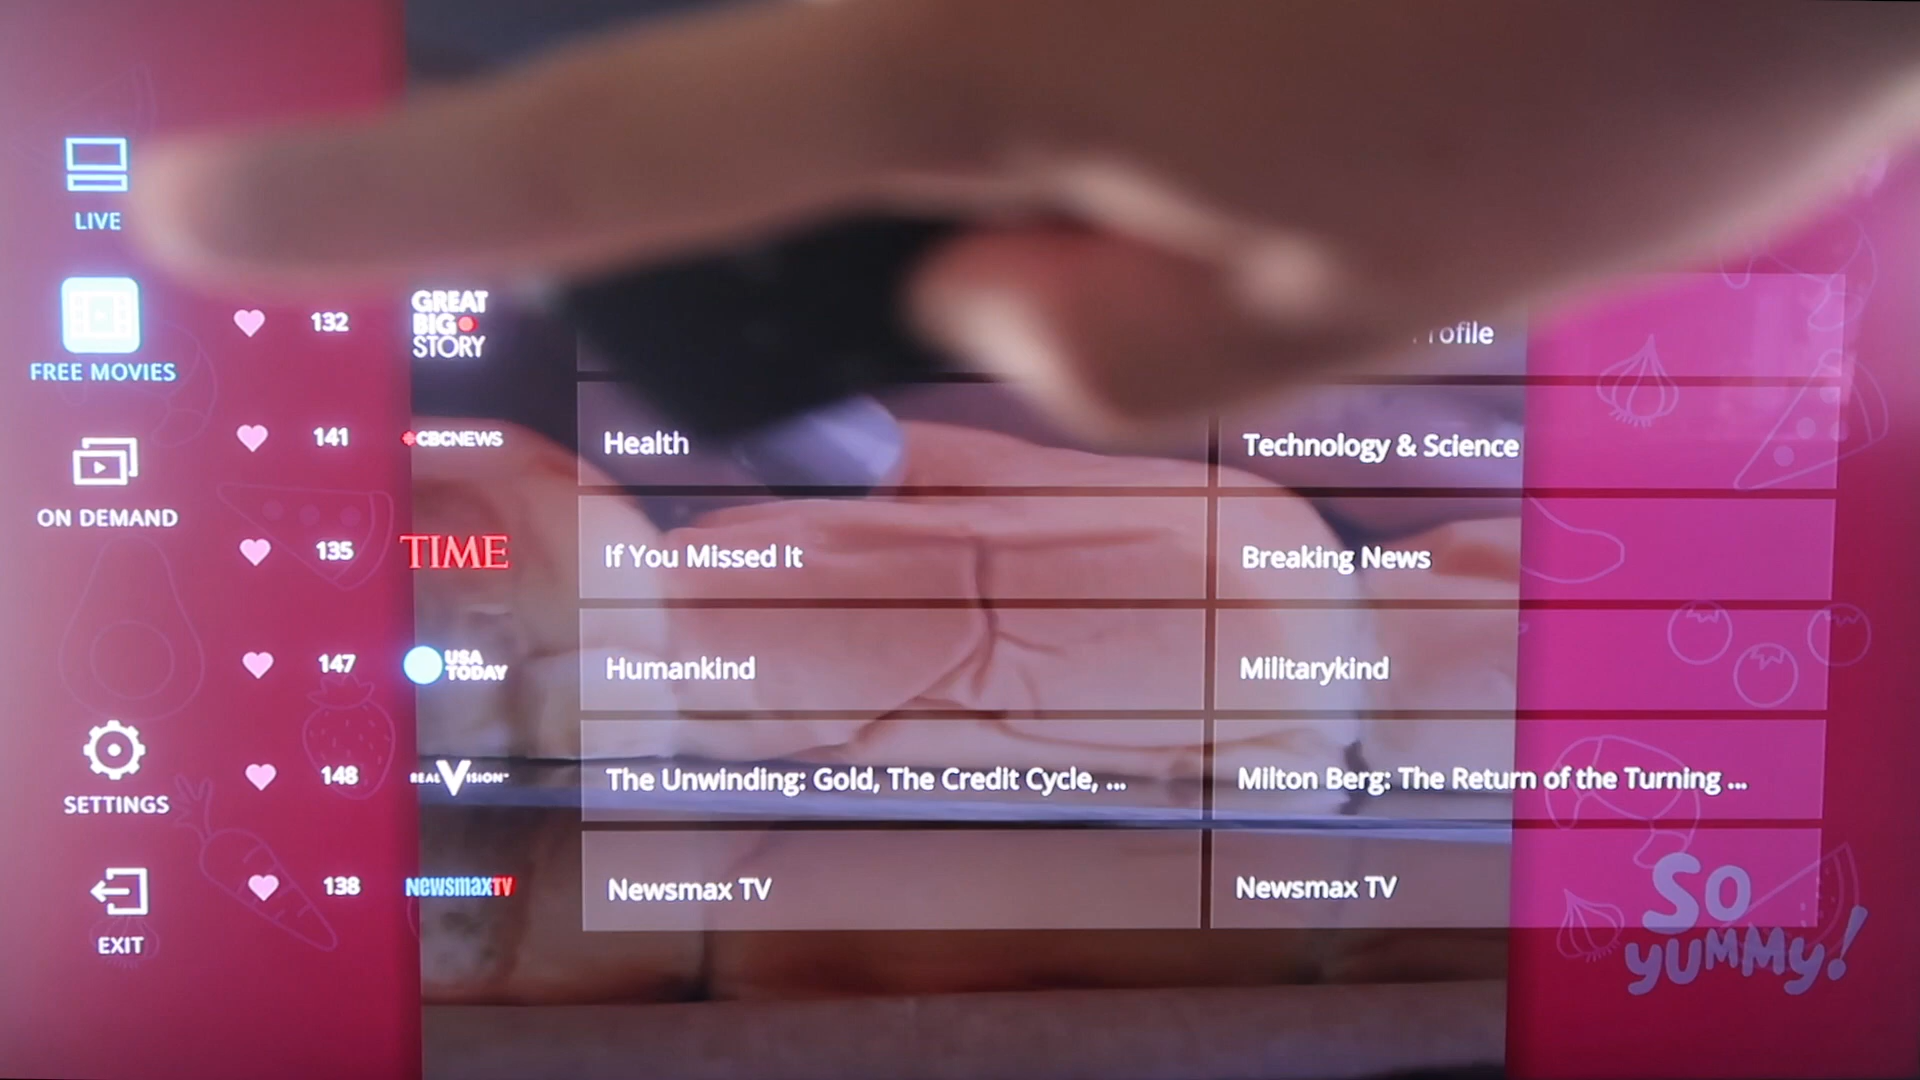 LIVE
FREE MOVIES
ON DEMAND
SETTINGS
EXIT
132
GREAT
BIG
STORY
141
CBCNEWS
Health
Technology & Science
135
TIME
If You Missed It
Breaking News
147
USA
TODAY
Humankind
Militarykind
148
REALVISION
The Unwinding: Gold, The Credit Cycle, ...
Milton Berg: The Return of the Turning ...
138
NEWSMAXTV
Newsmax TV
Newsmax TV
SO
YUMMY!